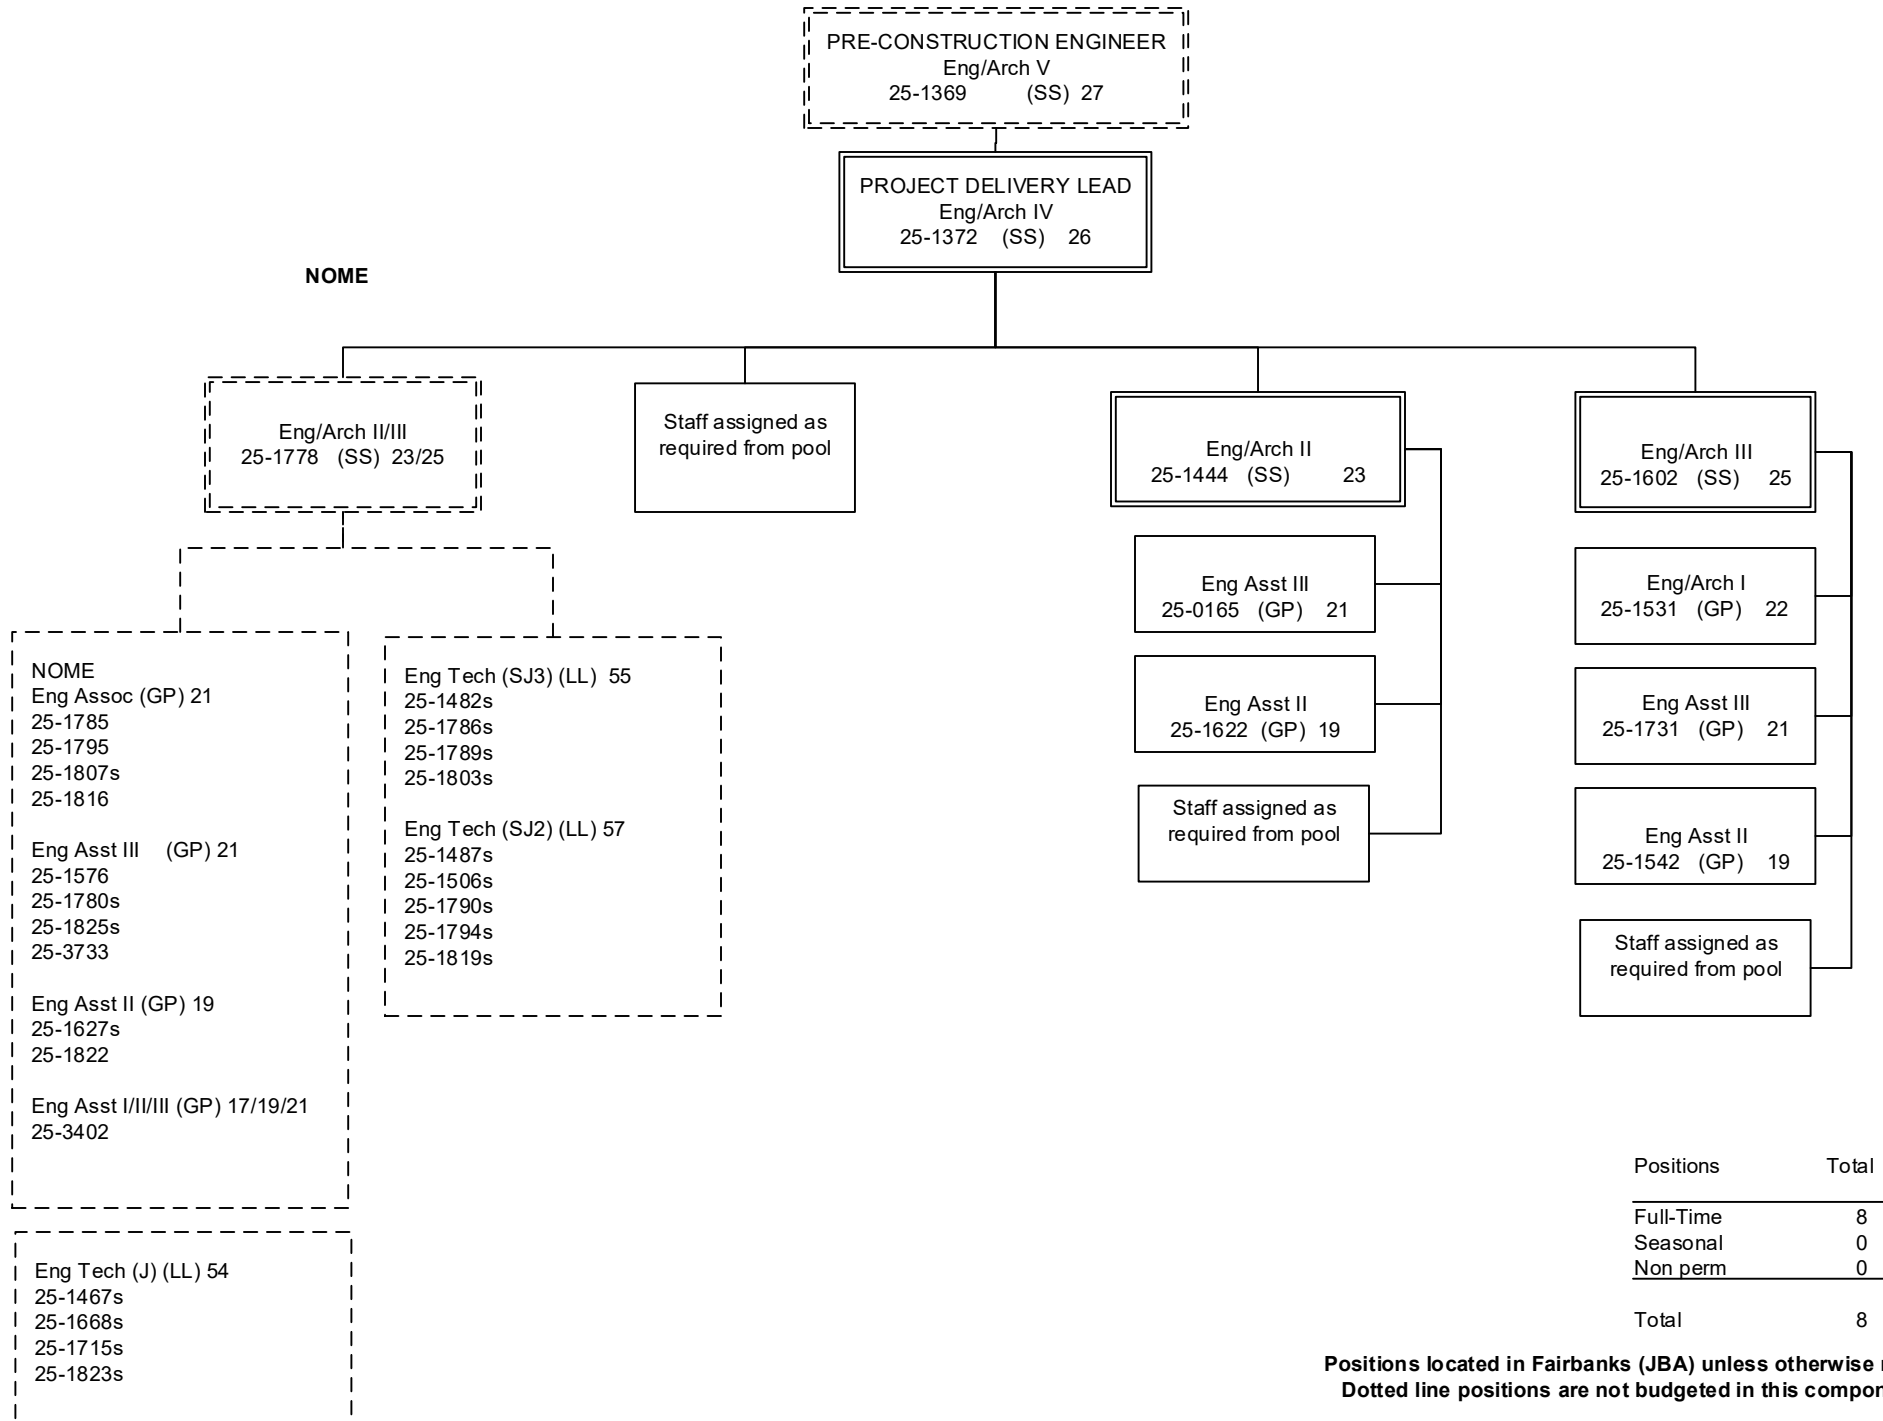 PRE-CONSTRUCTION ENGINEER
Eng/Arch V
25-1369 (SS) 27
PROJECT DELIVERY LEAD
Eng/Arch IV
25-1372 (SS) 26
NOME
Eng/Arch II/III
25-1778 (SS) 23/25
Staff assigned as
required from pool
Eng/Arch II
25-1444 (SS) 23
Eng/Arch III
25-1602 (SS) 25
Eng Asst III
25-0165 (GP) 21
Eng Asst II
25-1622 (GP) 19
Staff assigned as
required from pool
Eng/Arch I
25-1531 (GP) 22
Eng Asst III
25-1731 (GP) 21
Eng Asst II
25-1542 (GP) 19
Staff assigned as
required from pool
NOME
Eng Assoc (GP) 21
25-1785
25-1795
25-1807s
25-1816
Eng Asst III (GP) 21
25-1576
25-1780s
25-1825s
25-3733
Eng Asst II (GP) 19
25-1627s
25-1822
Eng Asst I/II/III (GP) 17/19/21
25-3402
Eng Tech (SJ3) (LL) 55
25-1482s
25-1786s
25-1789s
25-1803s
Eng Tech (SJ2) (LL) 57
25-1487s
25-1506s
25-1790s
25-1794s
25-1819s
Eng Tech (J) (LL) 54
25-1467s
25-1668s
25-1715s
25-1823s
Positions Total
Full-Time 8
Seasonal 0
Non perm 0
Total 8
Positions located in Fairbanks (JBA) unless otherwise
Dotted line positions are not budgeted in this